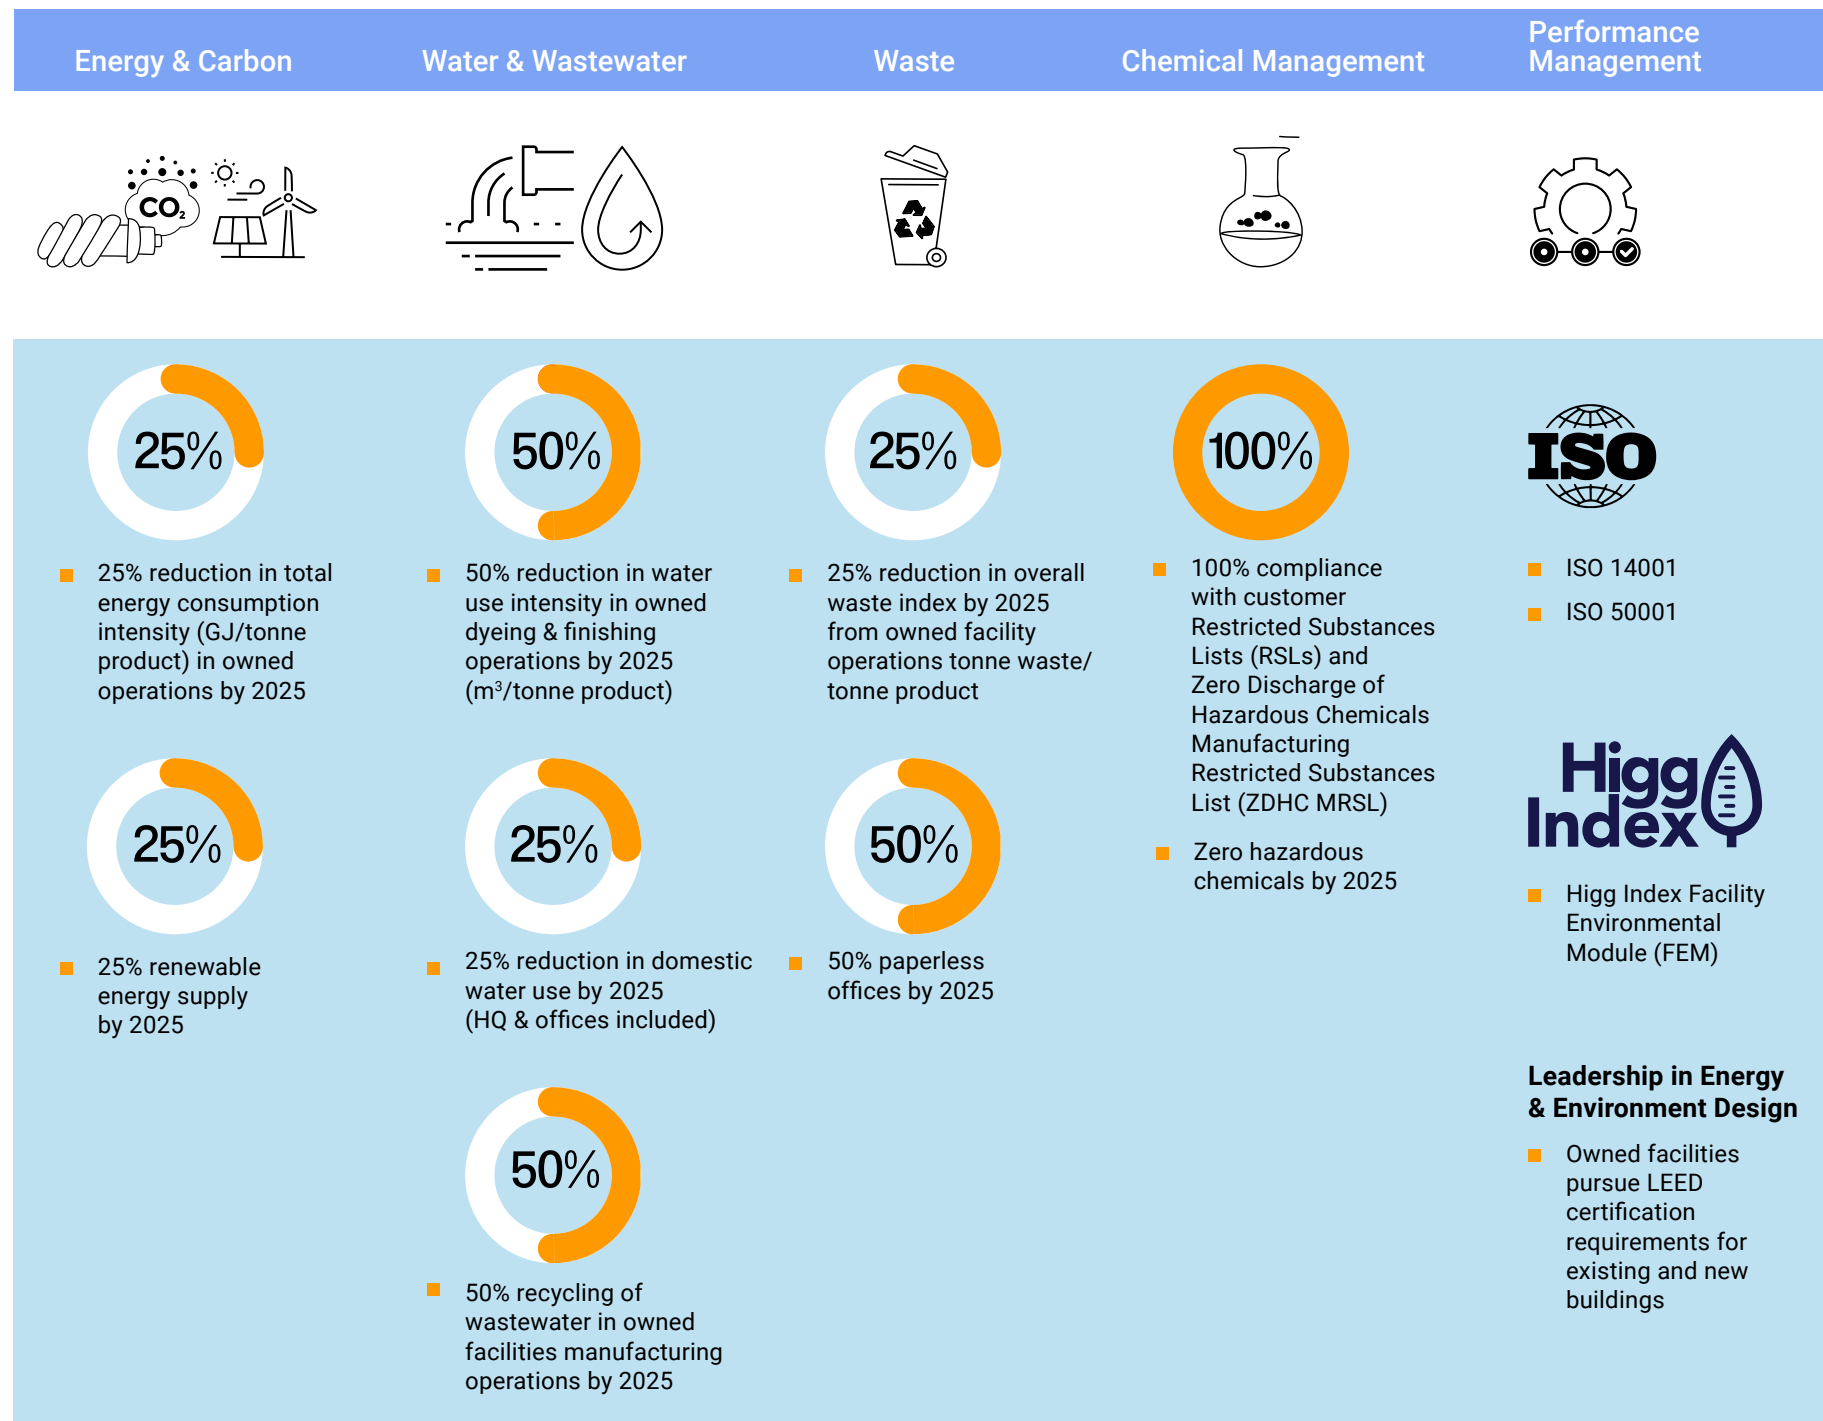 Energy & Carbon
Water & Wastewater
Waste
Chemical Management
Performance
Management
CO2
25%
25% reduction in total
energy consumption
intensity (GJ/tonne
product) in owned
operations by 2025
25%
25% renewable
energy supply
by 2025
50%
50% reduction in water
use intensity in owned
dyeing & finishing
operations by 2025
(m³/tonne product)
25%
25% reduction in domestic
water use by 2025
(HQ & offices included)
50%
50% recycling of
wastewater in owned
facilities manufacturing
operations by 2025
25%
25% reduction in overall
waste index by 2025
from owned facility
operations tonne waste/
tonne product
50%
50% paperless
offices by 2025
100%
100% compliance
with customer
Restricted Substances
Lists (RSLs) and
Zero Discharge of
Hazardous Chemicals
Manufacturing
Restricted Substances
List (ZDHC MRSL)
Zero hazardous
chemicals by 2025
ISO
ISO 14001
ISO 50001
Higg
Index
Higg Index Facility
Environmental
Module (FEM)
Leadership in Energy
& Environment Design
Owned facilities
pursue LEED
certification
requirements for
existing and new
buildings